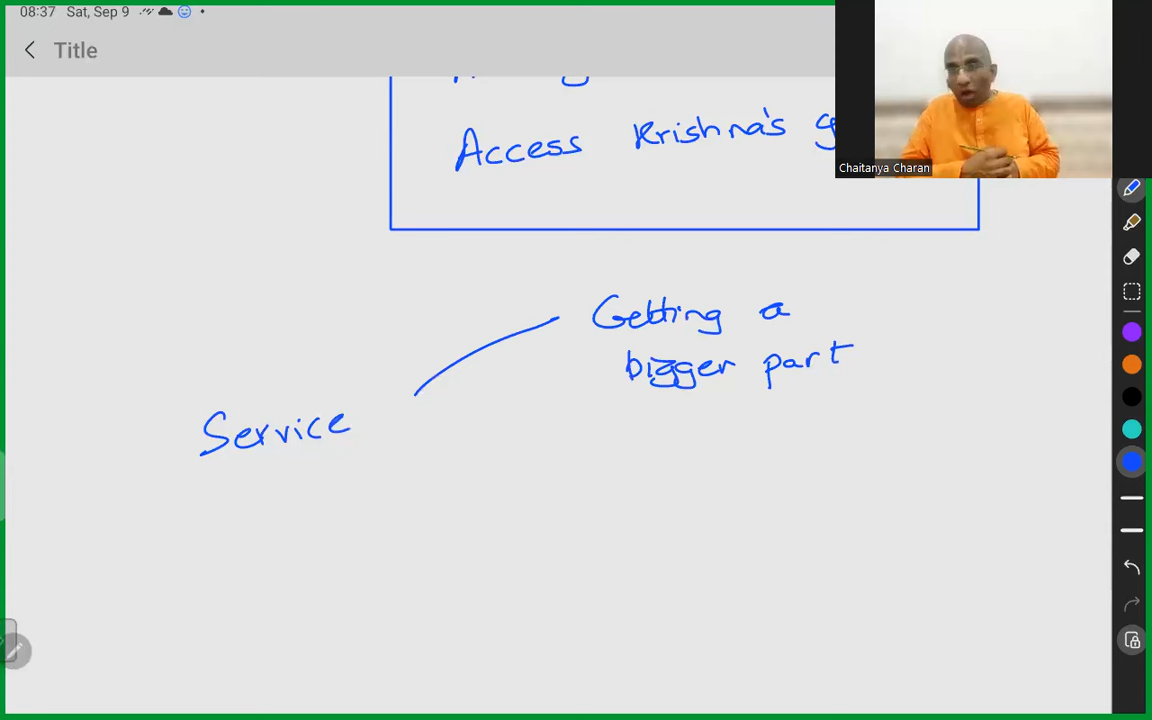 08:37 Sat, Sep 9
Title
Access Krishna's
Chaitanya Charan
Getting a
bigger part
Service